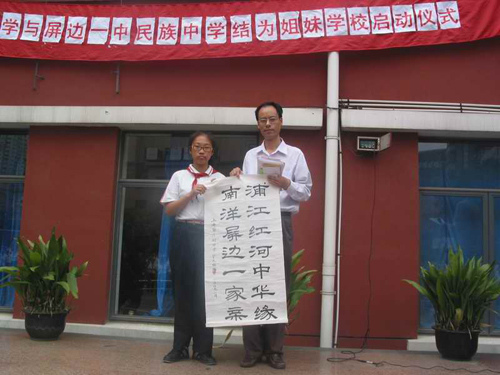 学与屏边一中民族中学结为姐妹学校启动仪式
浦江红河中华缘
南洋屏边一家亲